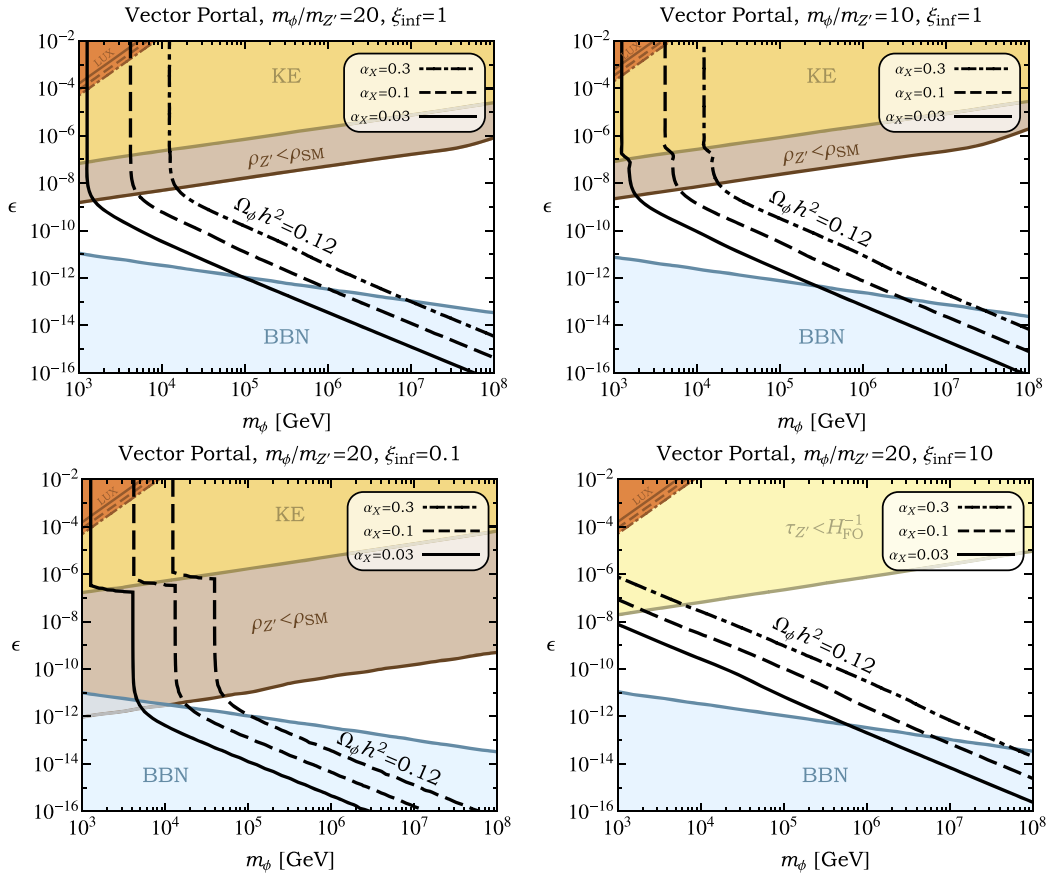 Vector Portal, m_ϕ/m_Z′=20, ξ_inf=1
10^-2
10^-4
10^-6
10^-8
10^-10
10^-12
10^-14
10^-16
ϵ
LUX
KE
α_X=0.3
α_X=0.1
α_X=0.03
ρ_Z′<ρ_SM
Ω_ϕh²=0.12
BBN
10^3 10^4 10^5 10^6 10^7 10^8
m_ϕ [GeV]
Vector Portal, m_ϕ/m_Z′=10, ξ_inf=1
10^-2
10^-4
10^-6
10^-8
10^-10
10^-12
10^-14
10^-16
ϵ
KE
α_X=0.3
α_X=0.1
α_X=0.03
ρ_Z′<ρ_SM
Ω_ϕh²=0.12
BBN
10^3 10^4 10^5 10^6 10^7 10^8
m_ϕ [GeV]
Vector Portal, m_ϕ/m_Z′=20, ξ_inf=0.1
10^-2
10^-4
10^-6
10^-8
10^-10
10^-12
10^-14
10^-16
ϵ
LUX
KE
α_X=0.3
α_X=0.1
α_X=0.03
ρ_Z′<ρ_SM
Ω_ϕh²=0.12
BBN
10^3 10^4 10^5 10^6 10^7 10^8
m_ϕ [GeV]
Vector Portal, m_ϕ/m_Z′=20, ξ_inf=10
10^-2
10^-4
10^-6
10^-8
10^-10
10^-12
10^-14
10^-16
ϵ
LUX
τ_Z′<H_FO^-1
α_X=0.3
α_X=0.1
α_X=0.03
Ω_ϕh²=0.12
BBN
10^3 10^4 10^5 10^6 10^7 10^8
m_ϕ [GeV]